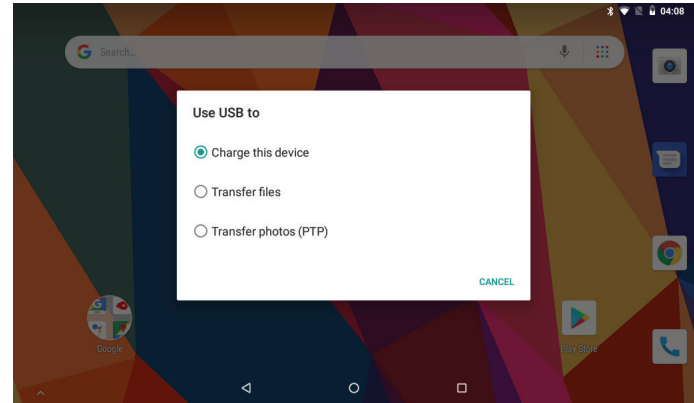 04:08
G Search...
Use USB to
Charge this device
Transfer files
Transfer photos (PTP)
CANCEL
G
Google
Play Store